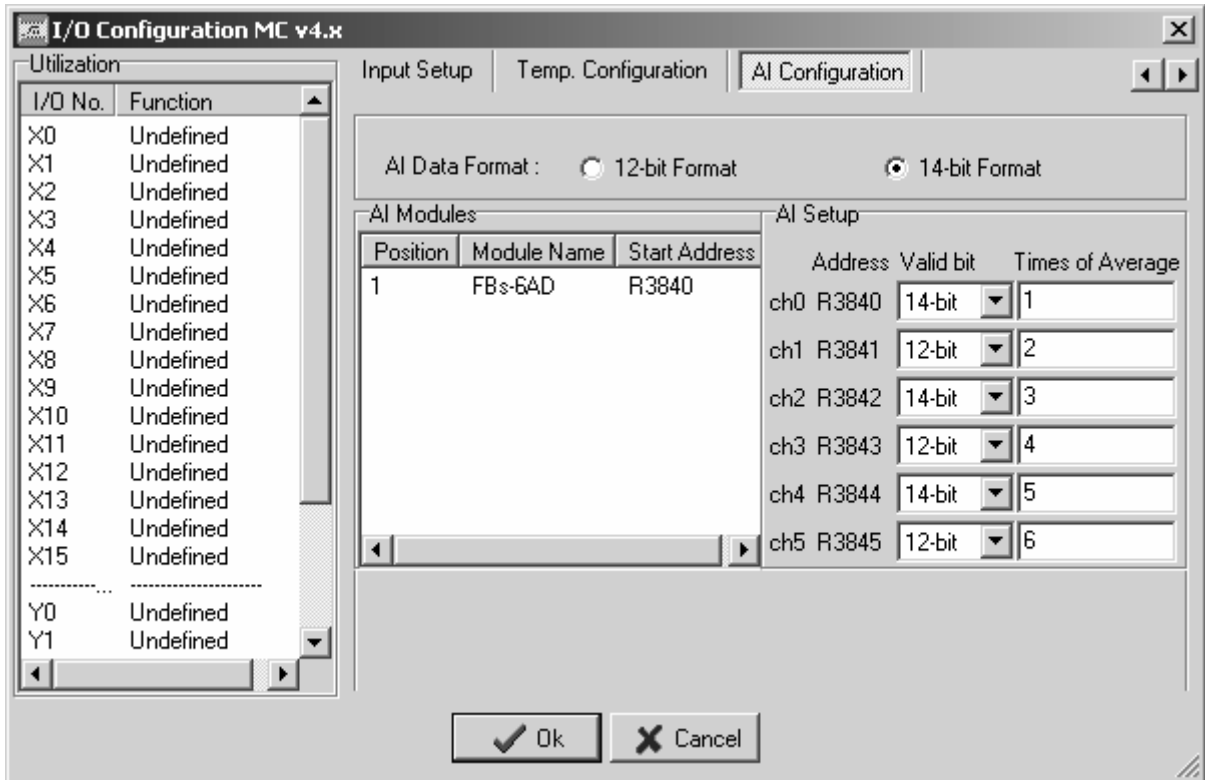 I/O Configuration MC v4.x
Utilization
I/O No. Function
X0 Undefined
X1 Undefined
X2 Undefined
X3 Undefined
X4 Undefined
X5 Undefined
X6 Undefined
X7 Undefined
X8 Undefined
X9 Undefined
X10 Undefined
X11 Undefined
X12 Undefined
X13 Undefined
X14 Undefined
X15 Undefined
-----------... ---------------------
Y0 Undefined
Y1 Undefined
Input Setup Temp. Configuration AI Configuration
AI Data Format : 12-bit Format 14-bit Format
AI Modules
Position Module Name Start Address
1 FBs-6AD R3840
AI Setup
Address Valid bit Times of Average
ch0 R3840 14-bit 1
ch1 R3841 12-bit 2
ch2 R3842 14-bit 3
ch3 R3843 12-bit 4
ch4 R3844 14-bit 5
ch5 R3845 12-bit 6
Ok Cancel